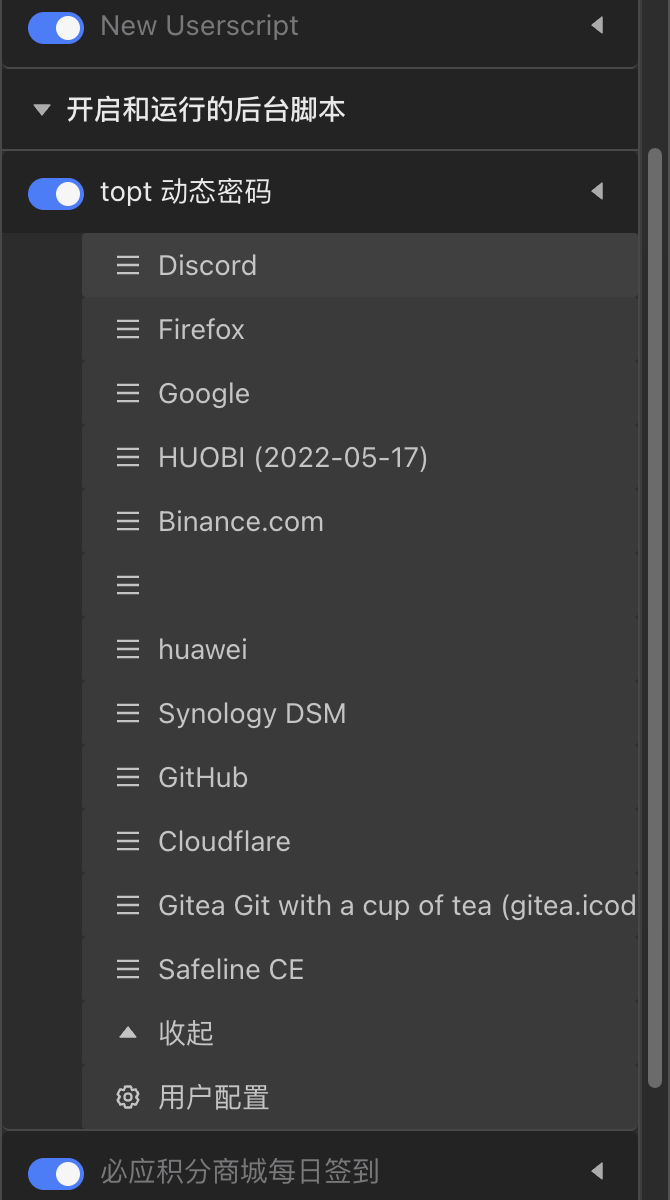 New Userscript
开启和运行的后台脚本
topt 动态密码
Discord
Firefox
Google
HUOBI (2022-05-17)
Binance.com
huawei
Synology DSM
GitHub
Cloudflare
Gitea Git with a cup of tea (gitea.icod
Safeline CE
收起
用户配置
必应积分商城每日签到